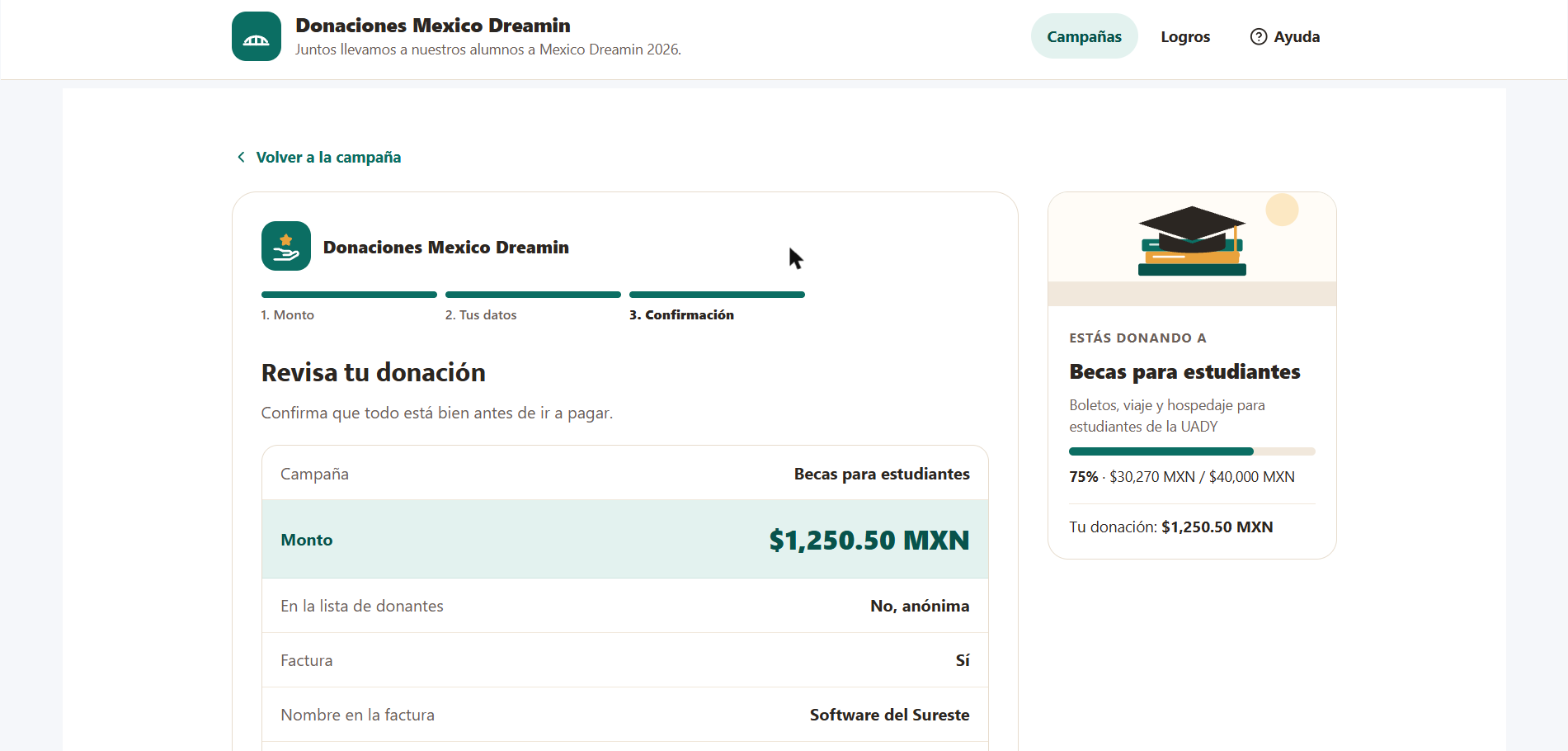 Donaciones Mexico Dreamin
Juntos llevamos a nuestros alumnos a Mexico Dreamin 2026.
Campañas
Logros
Ayuda
Volver a la campaña
Donaciones Mexico Dreamin
1. Monto
2. Tus datos
3. Confirmación
Revisa tu donación
Confirma que todo está bien antes de ir a pagar.
Campaña
Becas para estudiantes
Monto
$1,250.50 MXN
En la lista de donantes
No, anónima
Factura
Sí
Nombre en la factura
Software del Sureste
ESTÁS DONANDO A
Becas para estudiantes
Boletos, viaje y hospedaje para
estudiantes de la UADY
75% · $30,270 MXN / $40,000 MXN
Tu donación: $1,250.50 MXN